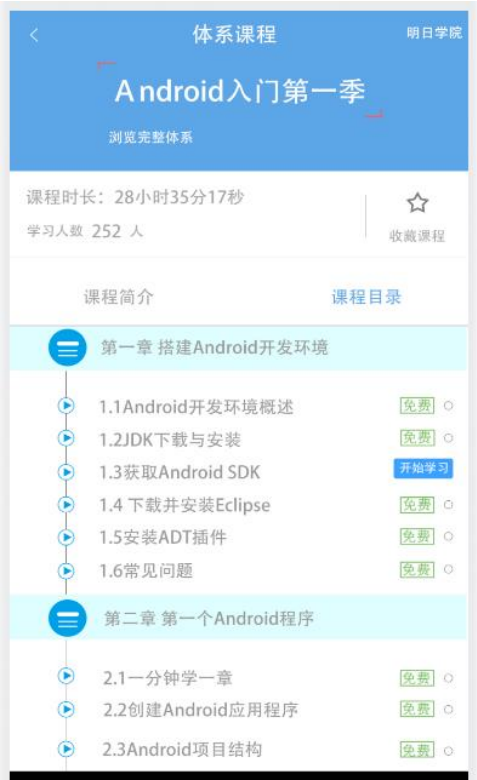 体系课程 明日学院
Android入门第一季
浏览完整体系
课程时长：28小时35分17秒
学习人数 252 人
收藏课程
课程简介 课程目录
第一章 搭建Android开发环境
1.1Android开发环境概述 免费
1.2JDK下载与安装 免费
1.3获取Android SDK 开始学习
1.4 下载并安装Eclipse 免费
1.5安装ADT插件 免费
1.6常见问题 免费
第二章 第一个Android程序
2.1一分钟学一章 免费
2.2创建Android应用程序 免费
2.3Android项目结构 免费